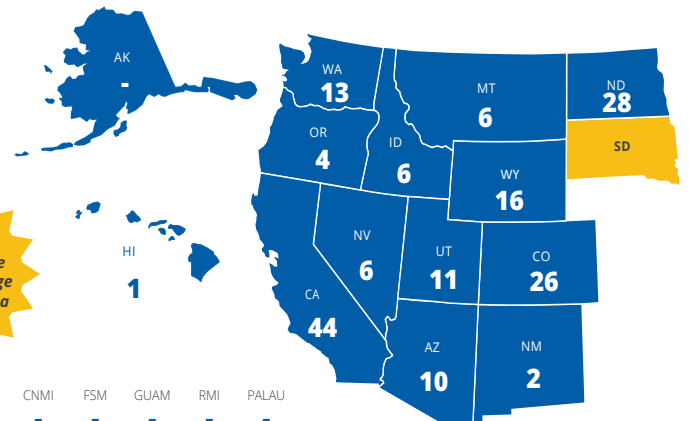 AK
-
WA
13
MT
6
ND
28
OR
4
ID
6
SD
WY
16
HI
1
NV
6
UT
11
CO
26
CA
44
AZ
10
NM
2
CNMI FSM GUAM RMI PALAU
- - - - -